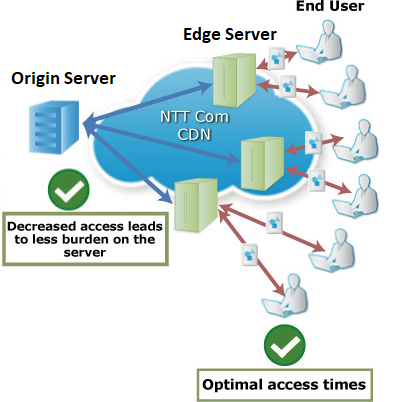 End User
Edge Server
Origin Server
NTT Com
CDN
Decreased access leads
to less burden on the
server
Optimal access times